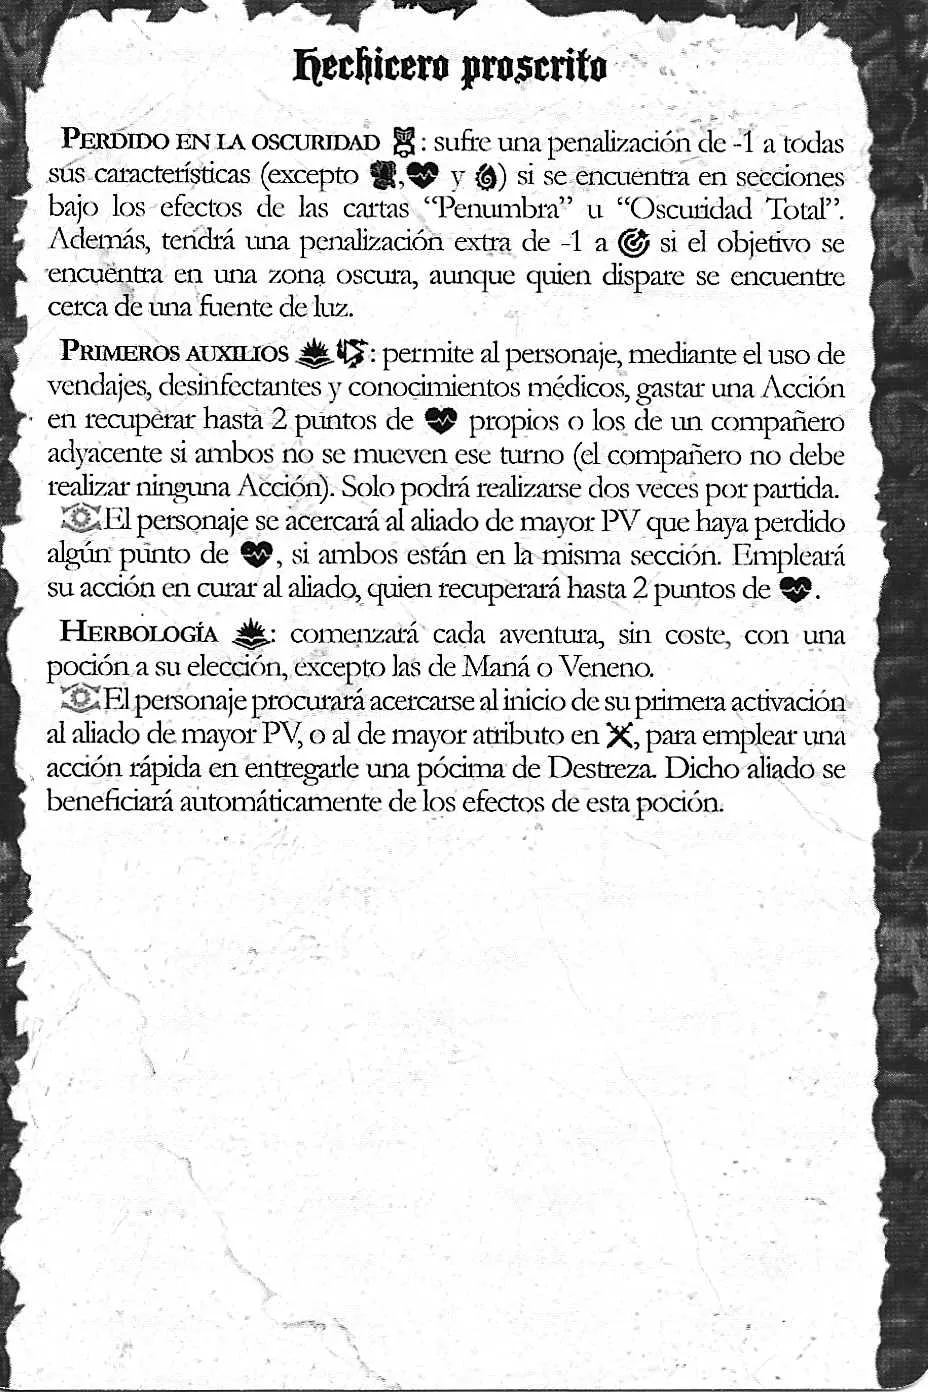 Hechicero proscrito
PERDIDO EN LA OSCURIDAD : sufre una penalización de -1 a todas
sus características (excepto , y ) si se encuentra en secciones
bajo los efectos de las cartas “Penumbra” u “Oscuridad Total”.
Además, tendrá una penalización extra de -1 a si el objetivo se
encuentra en una zona oscura, aunque quien dispare se encuentre
cerca de una fuente de luz.
PRIMEROS AUXILIOS : permite al personaje, mediante el uso de
vendajes, desinfectantes y conocimientos médicos, gastar una Acción
en recuperar hasta 2 puntos de propios o los de un compañero
adyacente si ambos no se mueven ese turno (el compañero no debe
realizar ninguna Acción). Solo podrá realizarse dos veces por partida.
El personaje se acercará al aliado de mayor PV que haya perdido
algún punto de , si ambos están en la misma sección. Empleará
su acción en curar al aliado, quien recuperará hasta 2 puntos de .
HERBOLOGÍA : comenzará cada aventura, sin coste, con una
poción a su elección, excepto las de Maná o Veneno.
El personaje procurará acercarse al inicio de su primera activación
al aliado de mayor PV, o al de mayor atributo en , para emplear una
acción rápida en entregarle una pócima de Destreza. Dicho aliado se
beneficiará automáticamente de los efectos de esta poción.